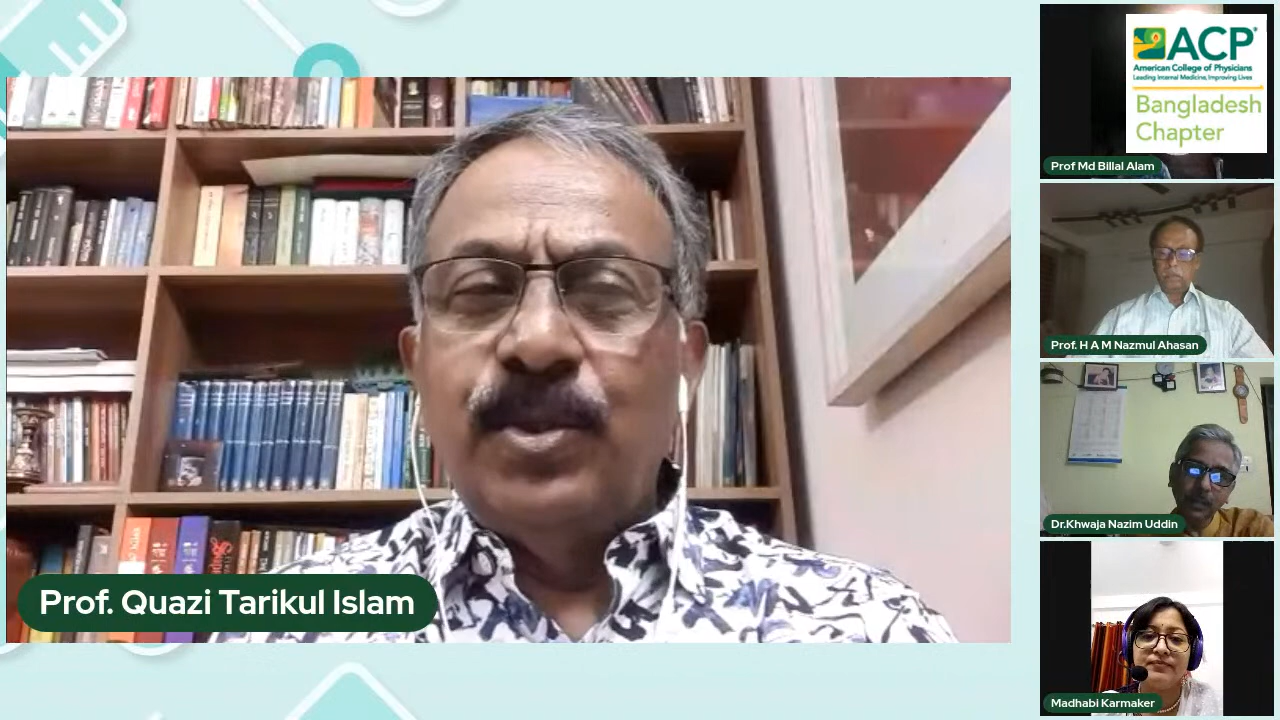 Prof. Quazi Tarikul Islam
ACP
American College of Physicians
Leading Internal Medicine, Improving Lives
Bangladesh
Chapter
Prof Md Billal Alam
Prof. H A M Nazmul Ahasan
Dr.Khwaja Nazim Uddin
Madhabi Karmaker